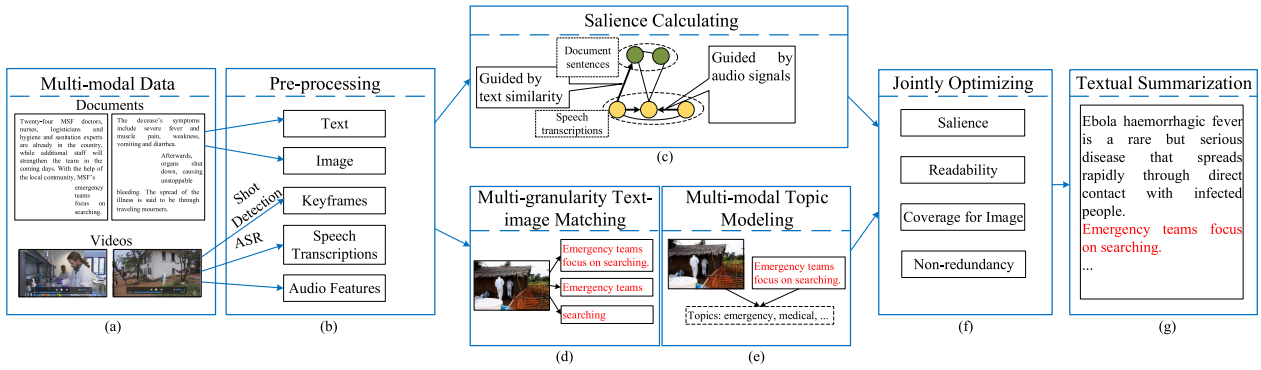 Multi-modal Data
Documents
Twenty-four MSF doctors,
nurses, logisticians and
hygiene and sanitation experts
are already in the country,
while additional staff will
strengthen the team in the
coming days. With the help of
the local community, MSF's
emergency
teams
focus on
searching.
The decease's symptoms
include severe fever and
muscle pain, weakness,
vomiting and diarrhea.
Afterwards,
organs shut
down, causing
unstoppable
bleeding. The spread of the
illness is said to be through
traveling mourners.
Videos
(a)
Pre-processing
Text
Image
Shot
Detection
Keyframes
ASR
Speech
Transcriptions
Audio Features
(b)
Salience Calculating
Document
sentences
Guided by
text similarity
Speech
transcriptions
Guided by
audio signals
(c)
Multi-granularity Text-
image Matching
Emergency teams
focus on searching.
Emergency teams
searching
(d)
Multi-modal Topic
Modeling
Emergency teams
focus on searching.
Topics: emergency, medical, ...
(e)
Jointly Optimizing
Salience
Readability
Coverage for Image
Non-redundancy
(f)
Textual Summarization
Ebola haemorrhagic fever
is a rare but serious
disease that spreads
rapidly through direct
contact with infected
people.
Emergency teams focus
on searching.
...
(g)